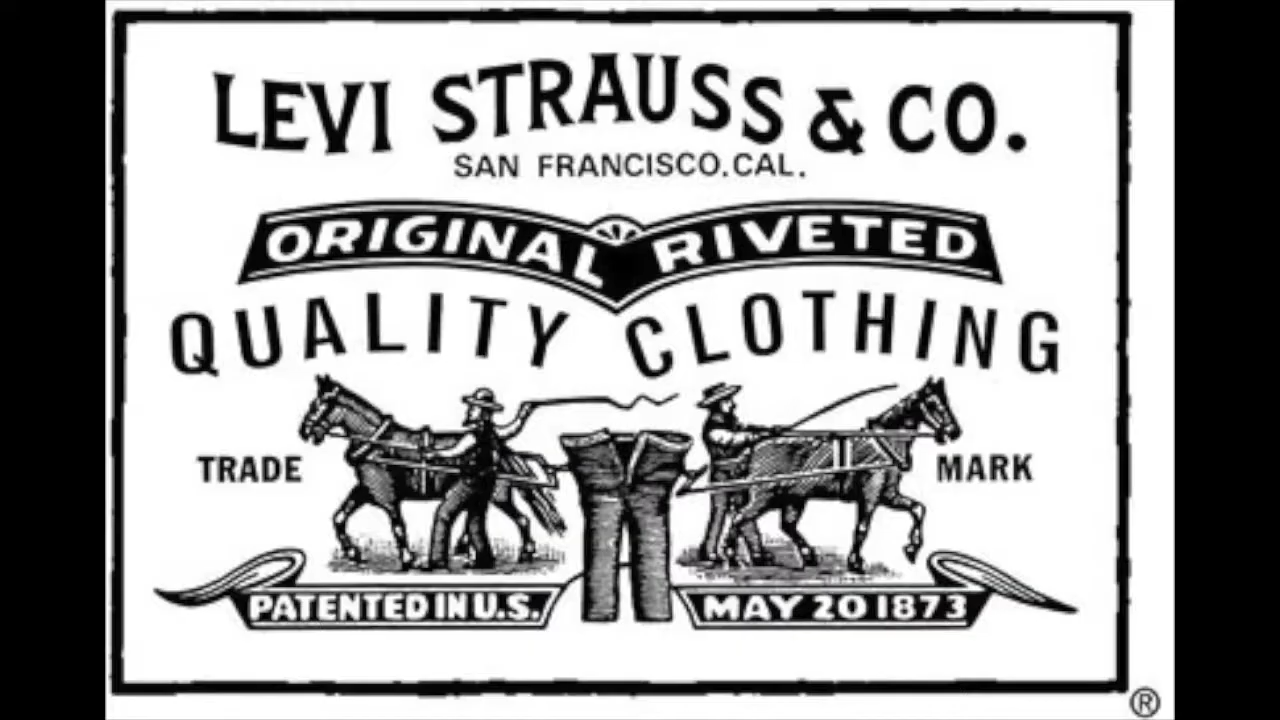 LEVI STRAUSS & CO.
SAN FRANCISCO.CAL.
ORIGINAL RIVETED
QUALITY CLOTHING
TRADE MARK
PATENTED IN U.S. MAY 20 1873
®